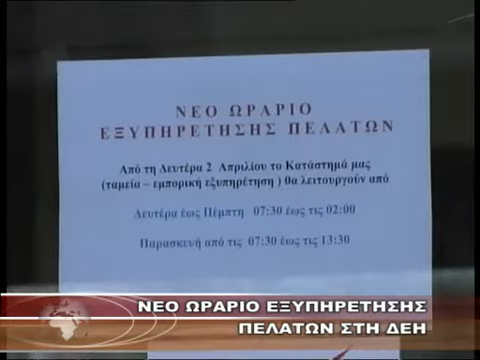 ΝΕΟ ΩΡΑΡΙΟ
ΕΞΥΠΗΡΕΤΗΣΗΣ ΠΕΛΑΤΩΝ
Από τη Δευτέρα 2 Απριλίου το Κατάστημά μας
(ταμεία – εμπορική εξυπηρέτηση ) θα λειτουργούν από
Δευτέρα έως Πέμπτη 07:30 έως τις 02:00
Παρασκευή από τις 07:30 έως τις 13:30
ΝΕΟ ΩΡΑΡΙΟ ΕΞΥΠΗΡΕΤΗΣΗΣ
ΠΕΛΑΤΩΝ ΣΤΗ ΔΕΗ